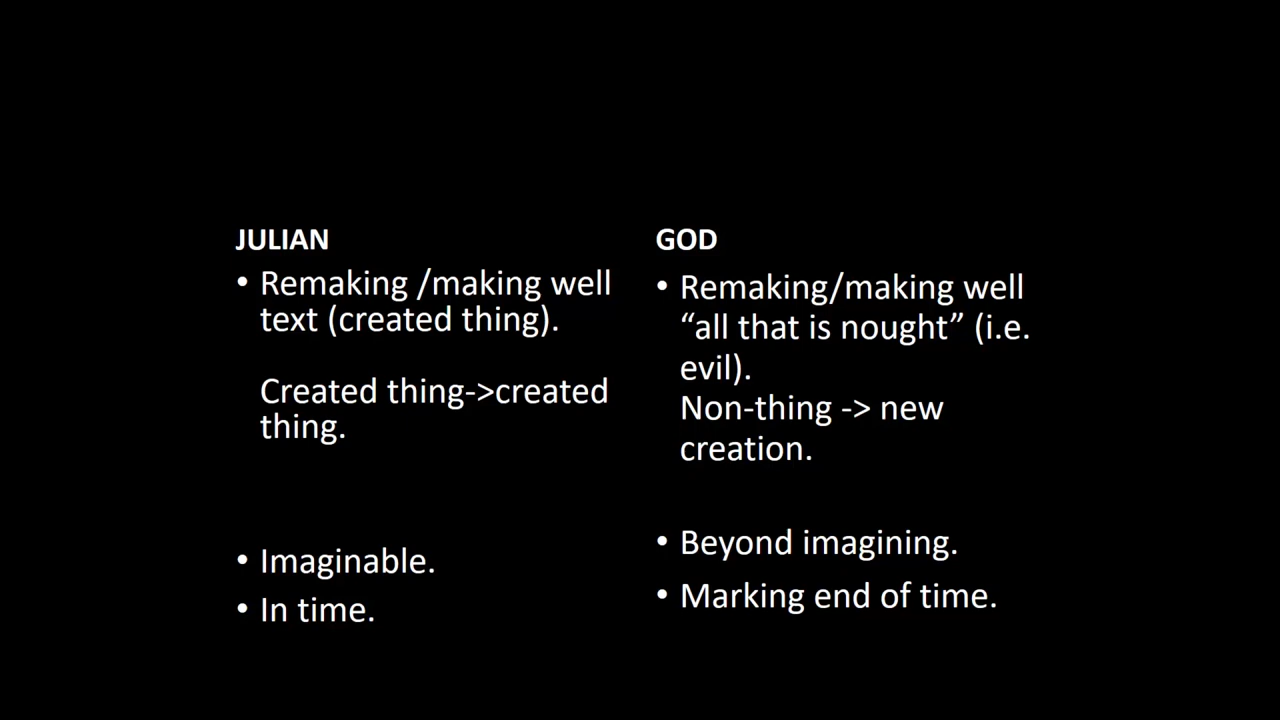 JULIAN
• Remaking /making well
text (created thing).
Created thing->created
thing.
• Imaginable.
• In time.
GOD
• Remaking/making well
“all that is nought” (i.e.
evil).
Non-thing -> new
creation.
• Beyond imagining.
• Marking end of time.